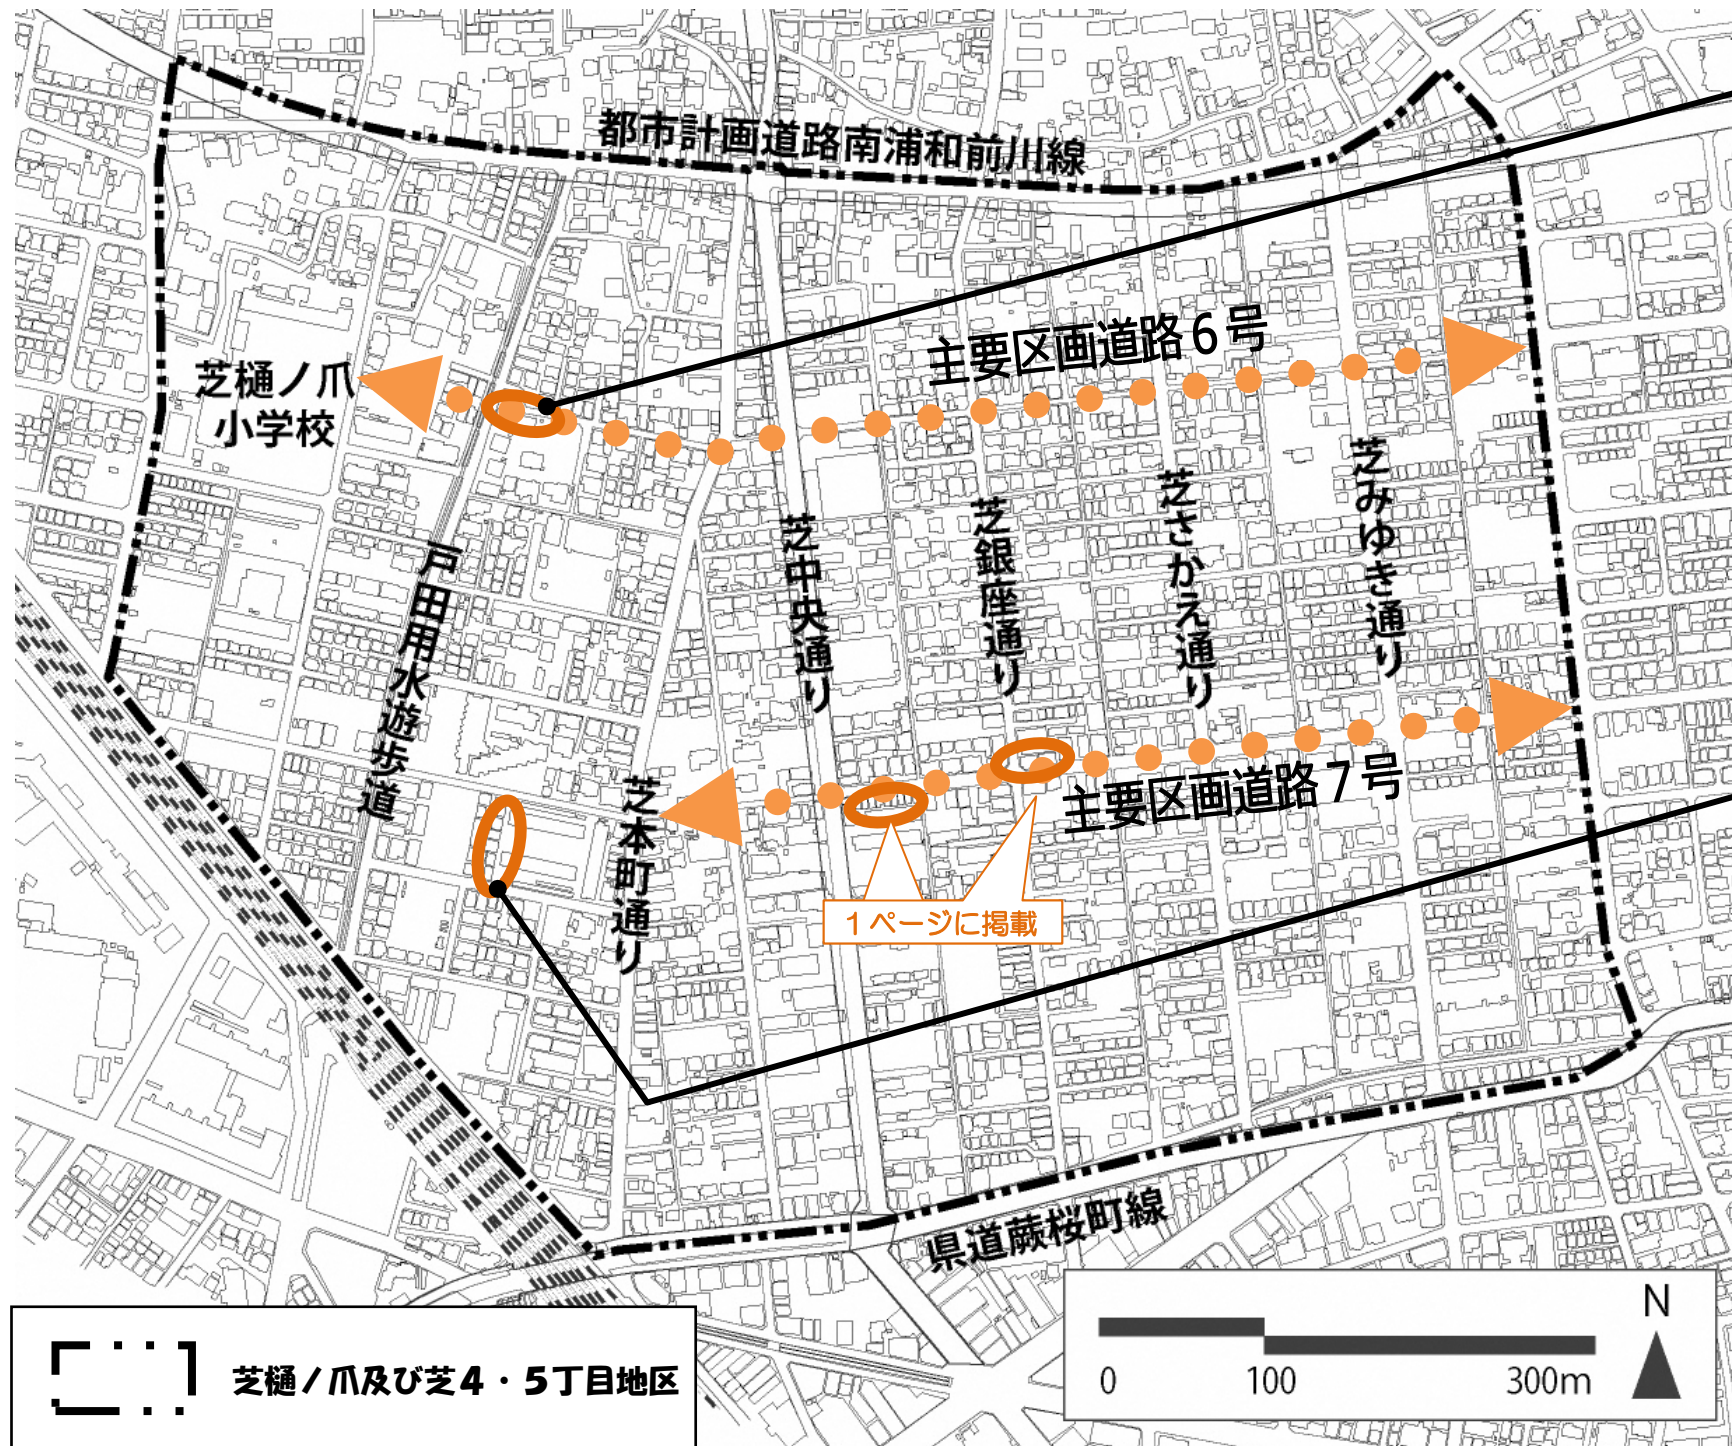 都市計画道路南浦和前川線
主要区画道路6号
芝樋ノ爪
小学校
戸田用水遊歩道
芝中央通り
芝銀座通り
芝さかえ通り
芝みゆき通り
主要区画道路7号
芝本町通り
1ページに掲載
県道蕨桜町線
芝樋ノ爪及び芝4・5丁目地区
N
0 100 300m